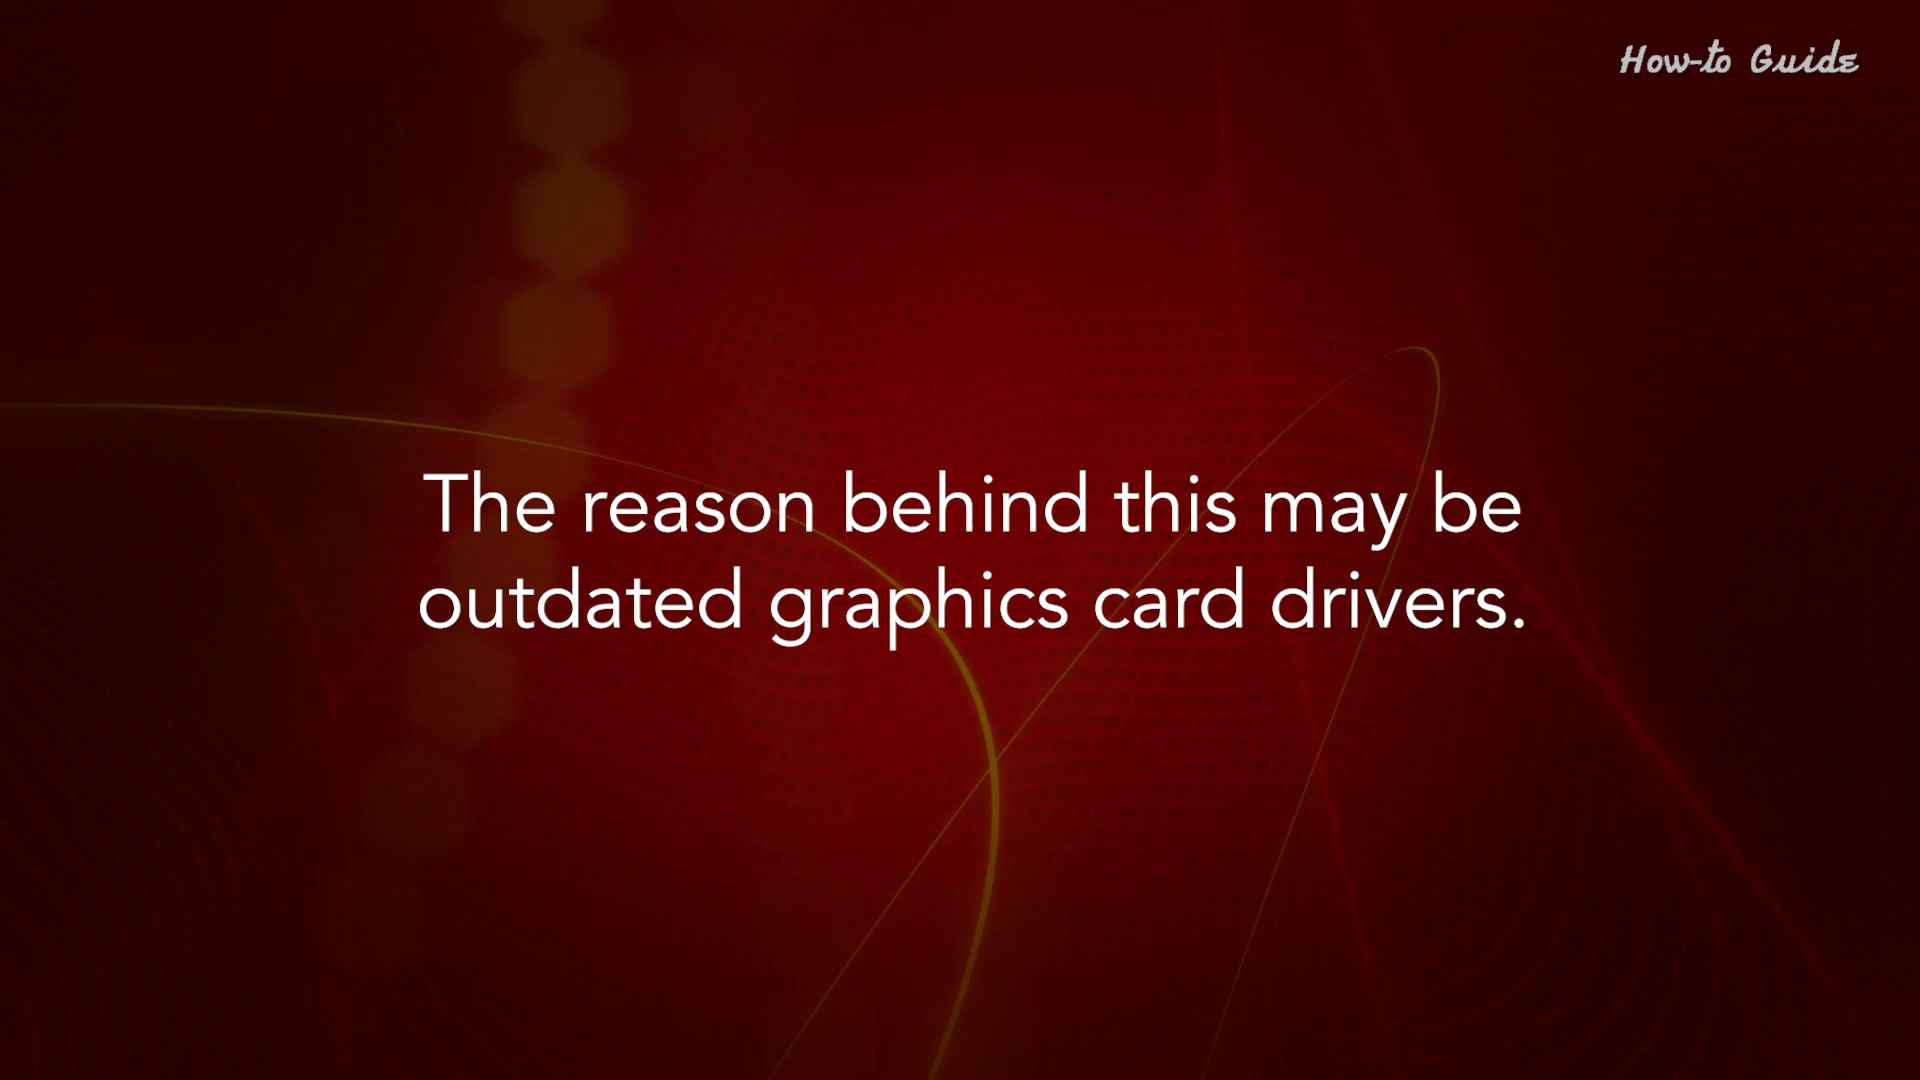 How-to Guide
The reason behind this may be
outdated graphics card drivers.